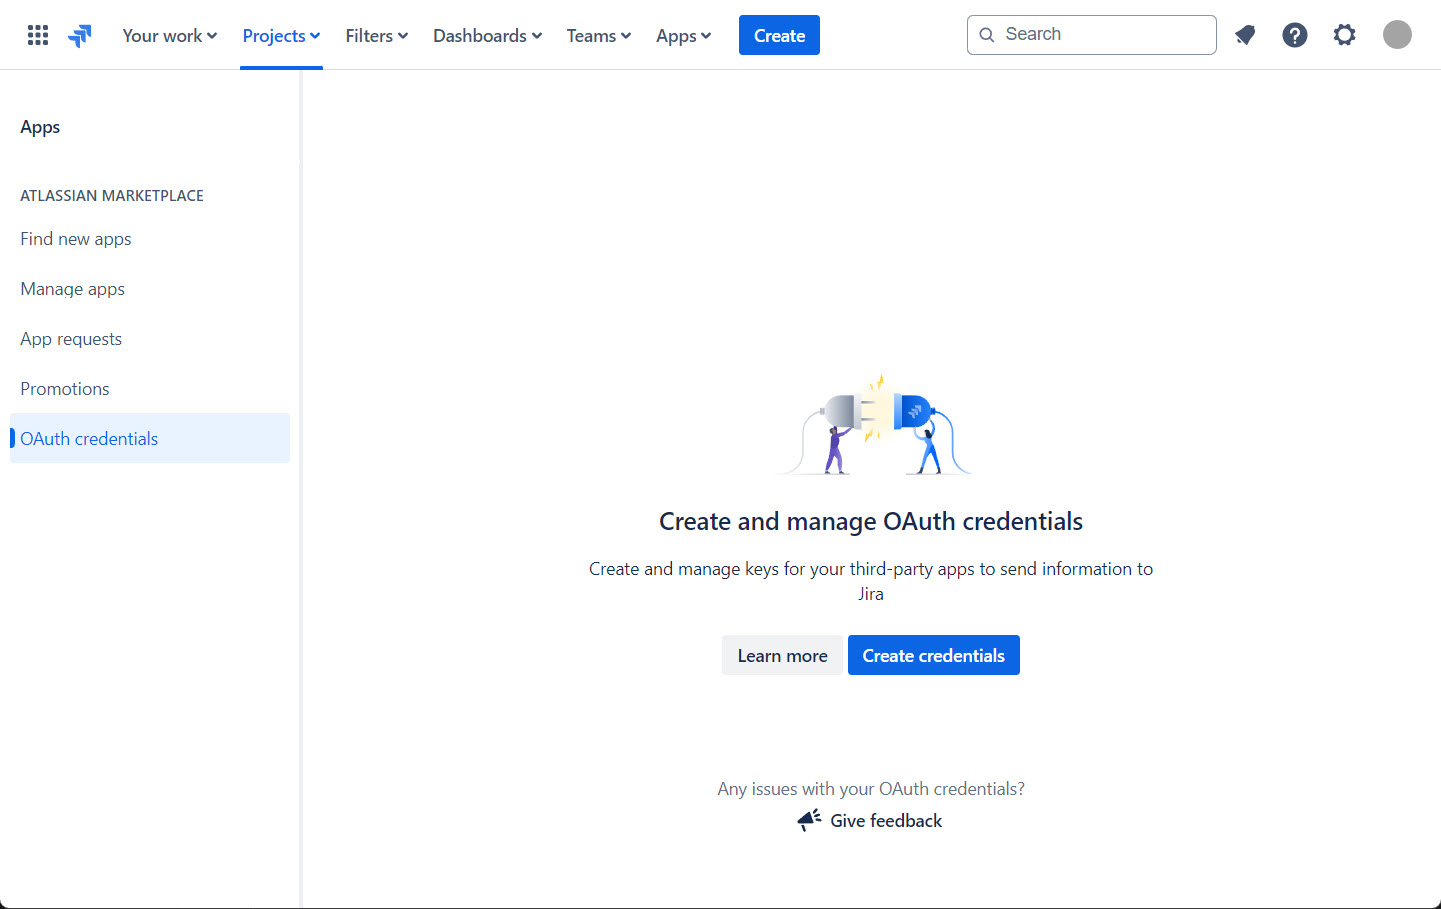 Your work
Projects
Filters
Dashboards
Teams
Apps
Create
Search
Apps
ATLASSIAN MARKETPLACE
Find new apps
Manage apps
App requests
Promotions
OAuth credentials
Create and manage OAuth credentials
Create and manage keys for your third-party apps to send information to
Jira
Learn more
Create credentials
Any issues with your OAuth credentials?
Give feedback